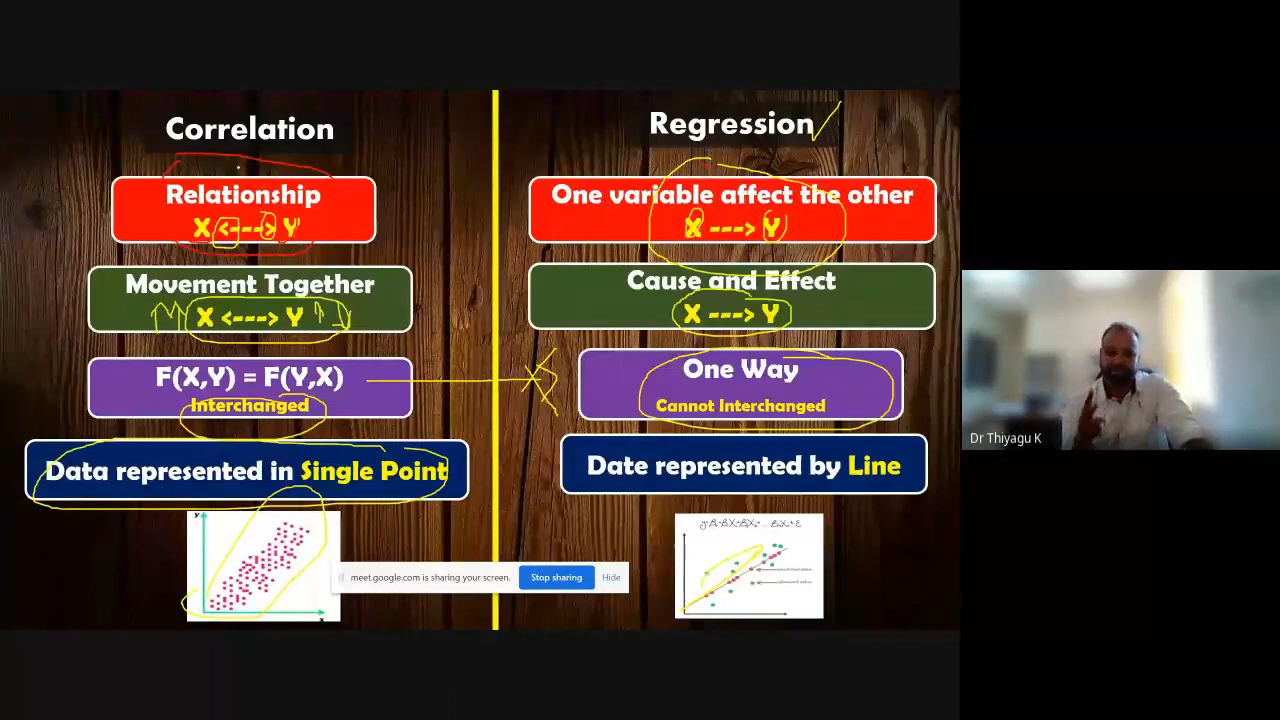 Correlation
Relationship
X <---> Y
Movement Together
X <---> Y
F(X,Y) = F(Y,X)
Interchanged
Data represented in Single Point
y
x
Regression
One variable affect the other
X ---> Y
Cause and Effect
X ---> Y
One Way
Cannot Interchanged
Date represented by Line
meet.google.com is sharing your screen.
Stop sharing
Hide
Dr Thiyagu K